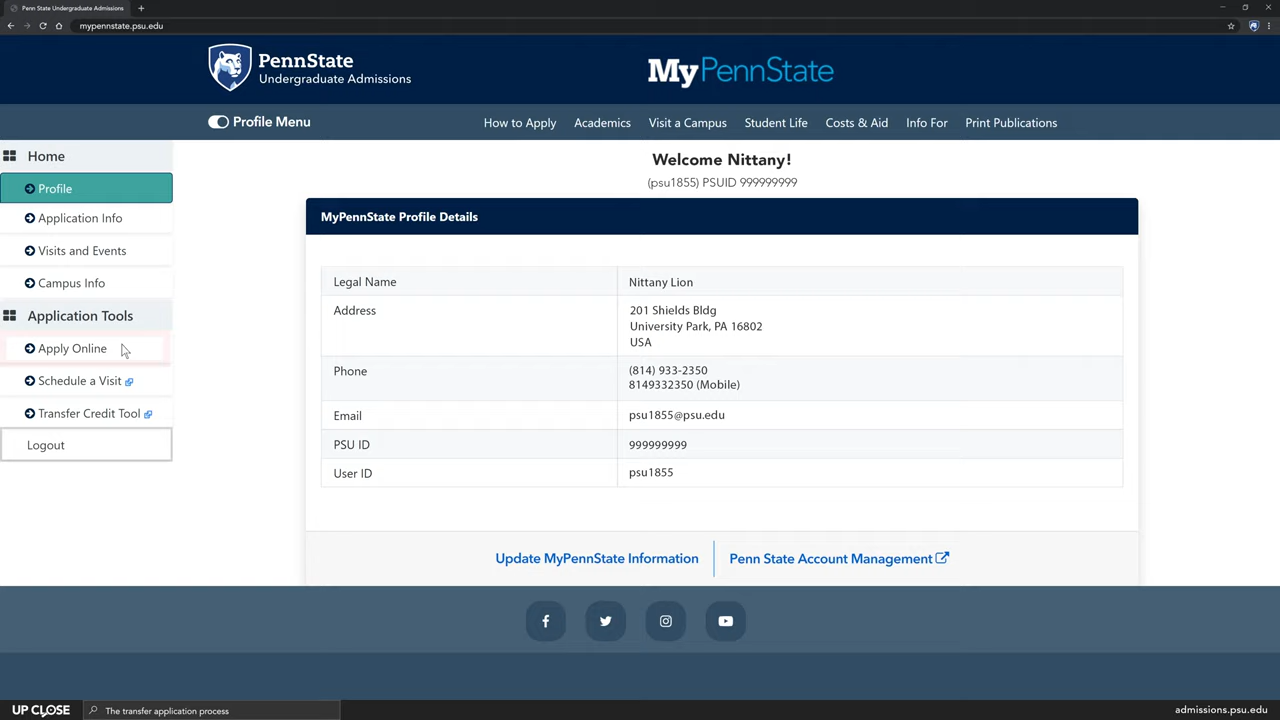 Penn State Undergraduate Admissions
mypennstate.psu.edu
PennState
Undergraduate Admissions
MyPennState
Profile Menu
How to Apply
Academics
Visit a Campus
Student Life
Costs & Aid
Info For
Print Publications
Home
Profile
Application Info
Visits and Events
Campus Info
Application Tools
Apply Online
Schedule a Visit
Transfer Credit Tool
Logout
Welcome Nittany!
(psu1855) PSUID 999999999
MyPennState Profile Details
Legal Name
Nittany Lion
Address
201 Shields Bldg
University Park, PA 16802
USA
Phone
(814) 933-2350
8149332350 (Mobile)
Email
psu1855@psu.edu
PSU ID
999999999
User ID
psu1855
Update MyPennState Information
Penn State Account Management
UP CLOSE
The transfer application process
admissions.psu.edu